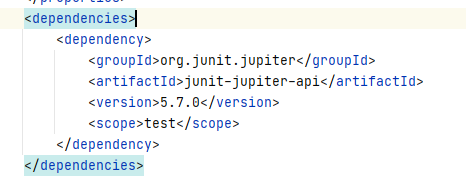 </properties>
<dependencies>
<dependency>
<groupId>org.junit.jupiter</groupId>
<artifactId>junit-jupiter-api</artifactId>
<version>5.7.0</version>
<scope>test</scope>
</dependency>
</dependencies>